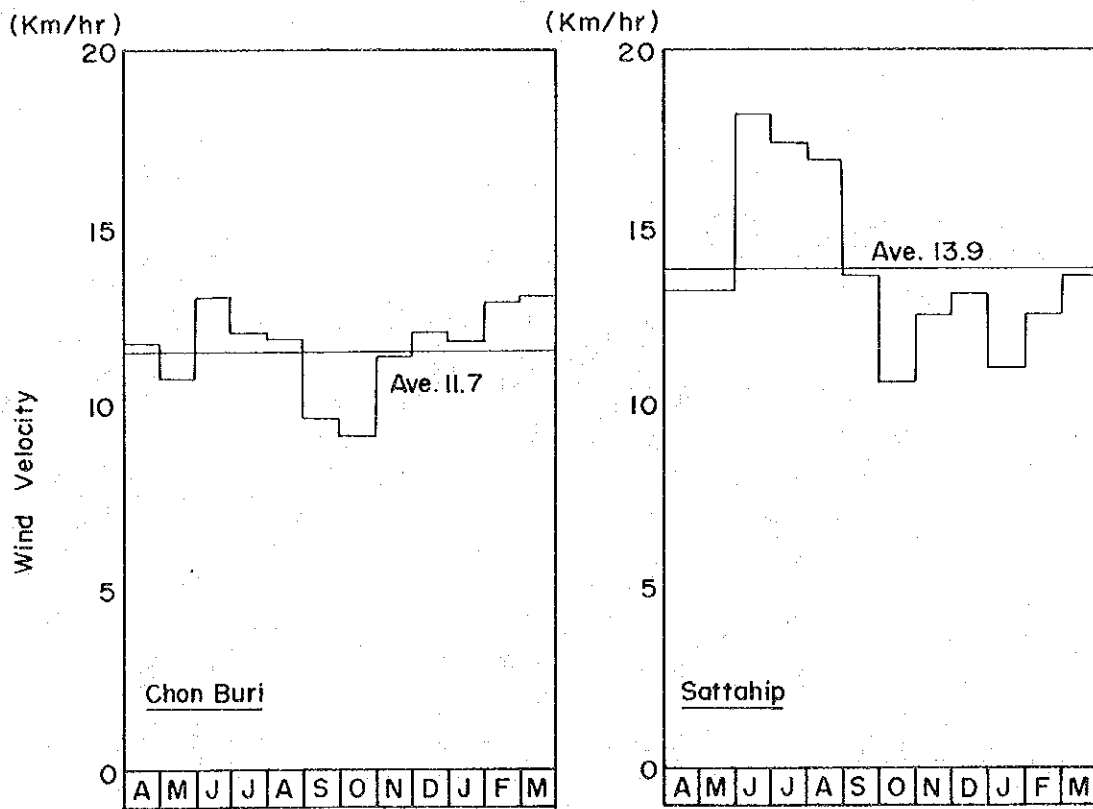 (Km/hr)
20
15
10
5
0
Wind Velocity
Ave. 11.7
Chon Buri
A M J J A S O N D J F M
(Km/hr)
20
15
10
5
0
Ave. 13.9
Sattahip
A M J J A S O N D J F M